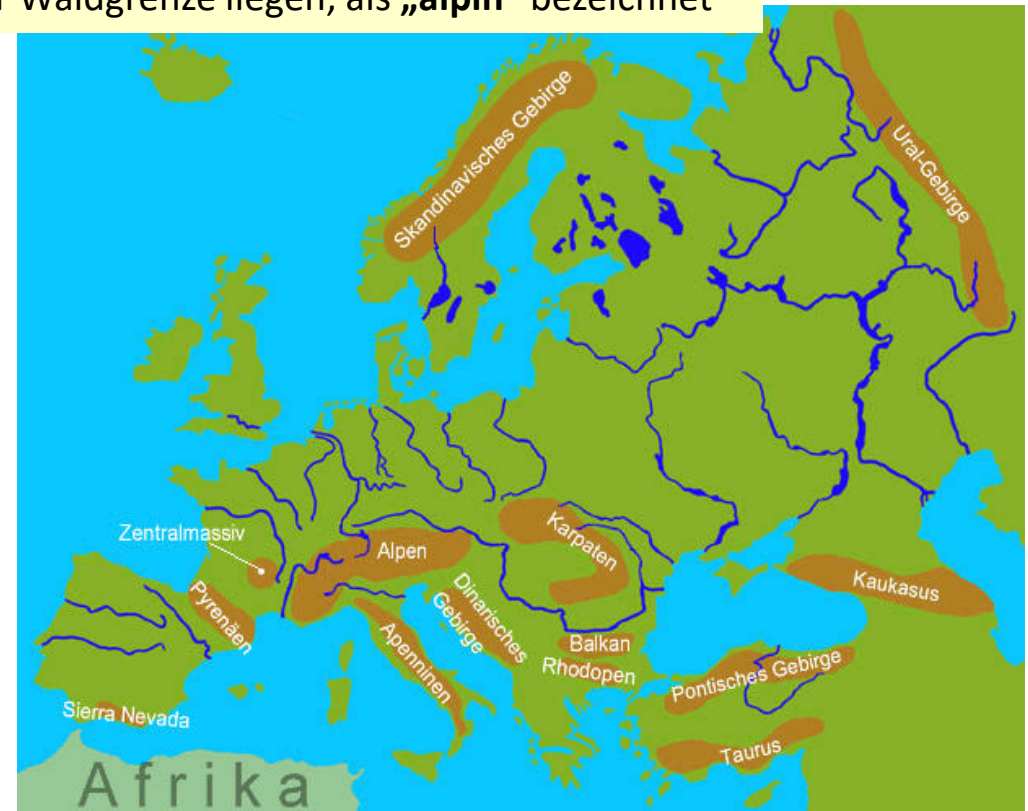 Waldgrenze liegen, als „alpin“ bezeichnet
Skandinavisches Gebirge
Ural-Gebirge
Zentralmassiv
Alpen
Karpaten
Kaukasus
Pyrenäen
Apenninen
Dinarisches
Gebirge
Balkan
Rhodopen
Pontisches Gebirge
Sierra Nevada
Taurus
Afrika